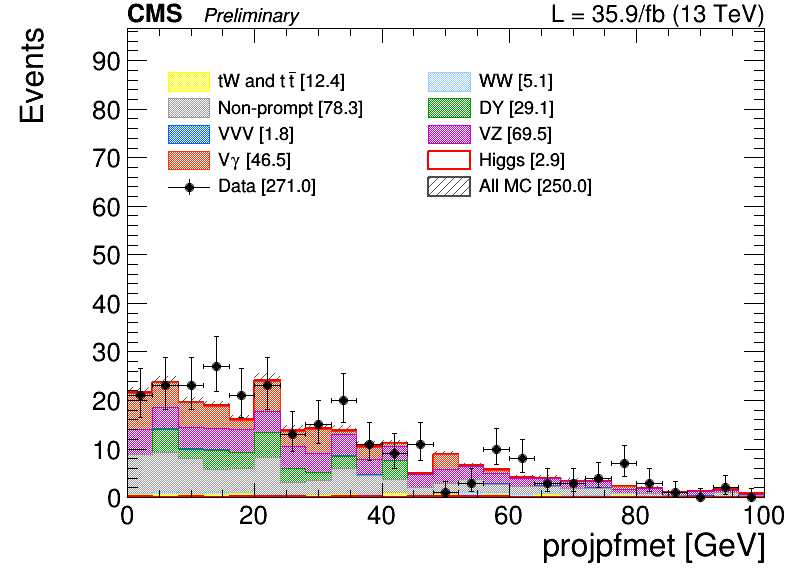 CMS Preliminary L = 35.9/fb (13 TeV)
Events
90
80
70
60
50
40
30
20
10
0
tW and t t̄ [12.4]
Non-prompt [78.3]
VVV [1.8]
Vγ [46.5]
Data [271.0]
WW [5.1]
DY [29.1]
VZ [69.5]
Higgs [2.9]
All MC [250.0]
0 20 40 60 80 100
projpfmet [GeV]